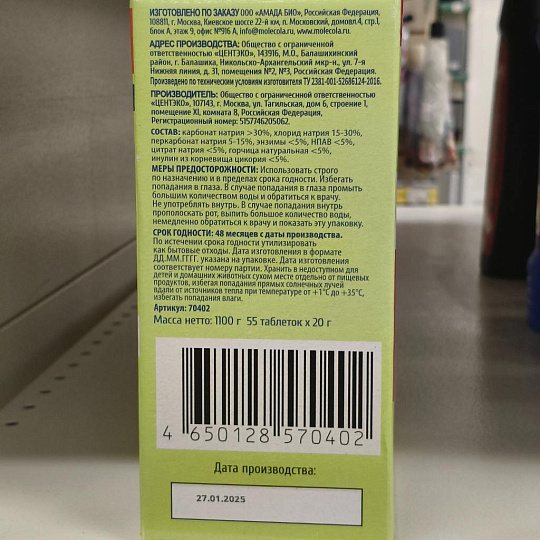 ИЗГОТОВЛЕНО ПО ЗАКАЗУ ООО «АМАДА БИО», Российская Федерация,
108811, г. Москва, Киевское шоссе 22-й км, п. Московский, домовл.4, стр.1,
Блок А, этаж 9, офис №916 А, info@molecola.ru, www.molecola.ru.
АДРЕС ПРОИЗВОДСТВА: Общество с ограниченной
ответственностью «ЦЕНТЭКО», 143916, М.О., Балашихинский
район, г. Балашиха, Никольско-Архангельский мкр-н, ул. 7-я
Нижняя линия, д. 31, помещения №2, №3, Российская Федерация.
Произведено по техническим условиям изготовителя ТУ 2381-001-52686124-2016.
ПРОИЗВОДИТЕЛЬ: Общество с ограниченной ответственностью
«ЦЕНТЭКО», 107143, г. Москва, ул. Тагильская, дом 6, строение 1,
помещение XI, комната 8, Российская Федерация,
Регистрационный номер: 5157746205062.
СОСТАВ: карбонат натрия >30%, хлорид натрия 15-30%,
перкарбонат натрия 5-15%, энзимы <5%, НПАВ <5%,
цитрат натрия <5%, горчица натуральная <5%,
инулин из корневища цикория <5%.
МЕРЫ ПРЕДОСТОРОЖНОСТИ: Использовать строго
по назначению и в пределах срока годности. Избегать
попадания в глаза. В случае попадания в глаза промыть
большим количеством воды и обратиться к врачу.
Не употреблять внутрь. В случае попадания внутрь
прополоскать рот, выпить большое количество воды,
немедленно обратиться к врачу и показать эту упаковку.
СРОК ГОДНОСТИ: 48 месяцев с даты производства.
По истечении срока годности утилизировать
как бытовые отходы. Дата изготовления в формате
ДД.ММ.ГГГГ. указана на упаковке. Дата изготовления
соответствует номеру партии. Хранить в недоступном для
детей и домашних животных сухом месте отдельно от пищевых
продуктов, избегая попадания прямых солнечных лучей
вдали от источников тепла при температуре от +1°С до +35°С,
избегать попадания влаги.
Артикул: 70402
Масса нетто: 1100 г 55 таблеток x 20 г
4 650128 570402
Дата производства:
27.01.2025